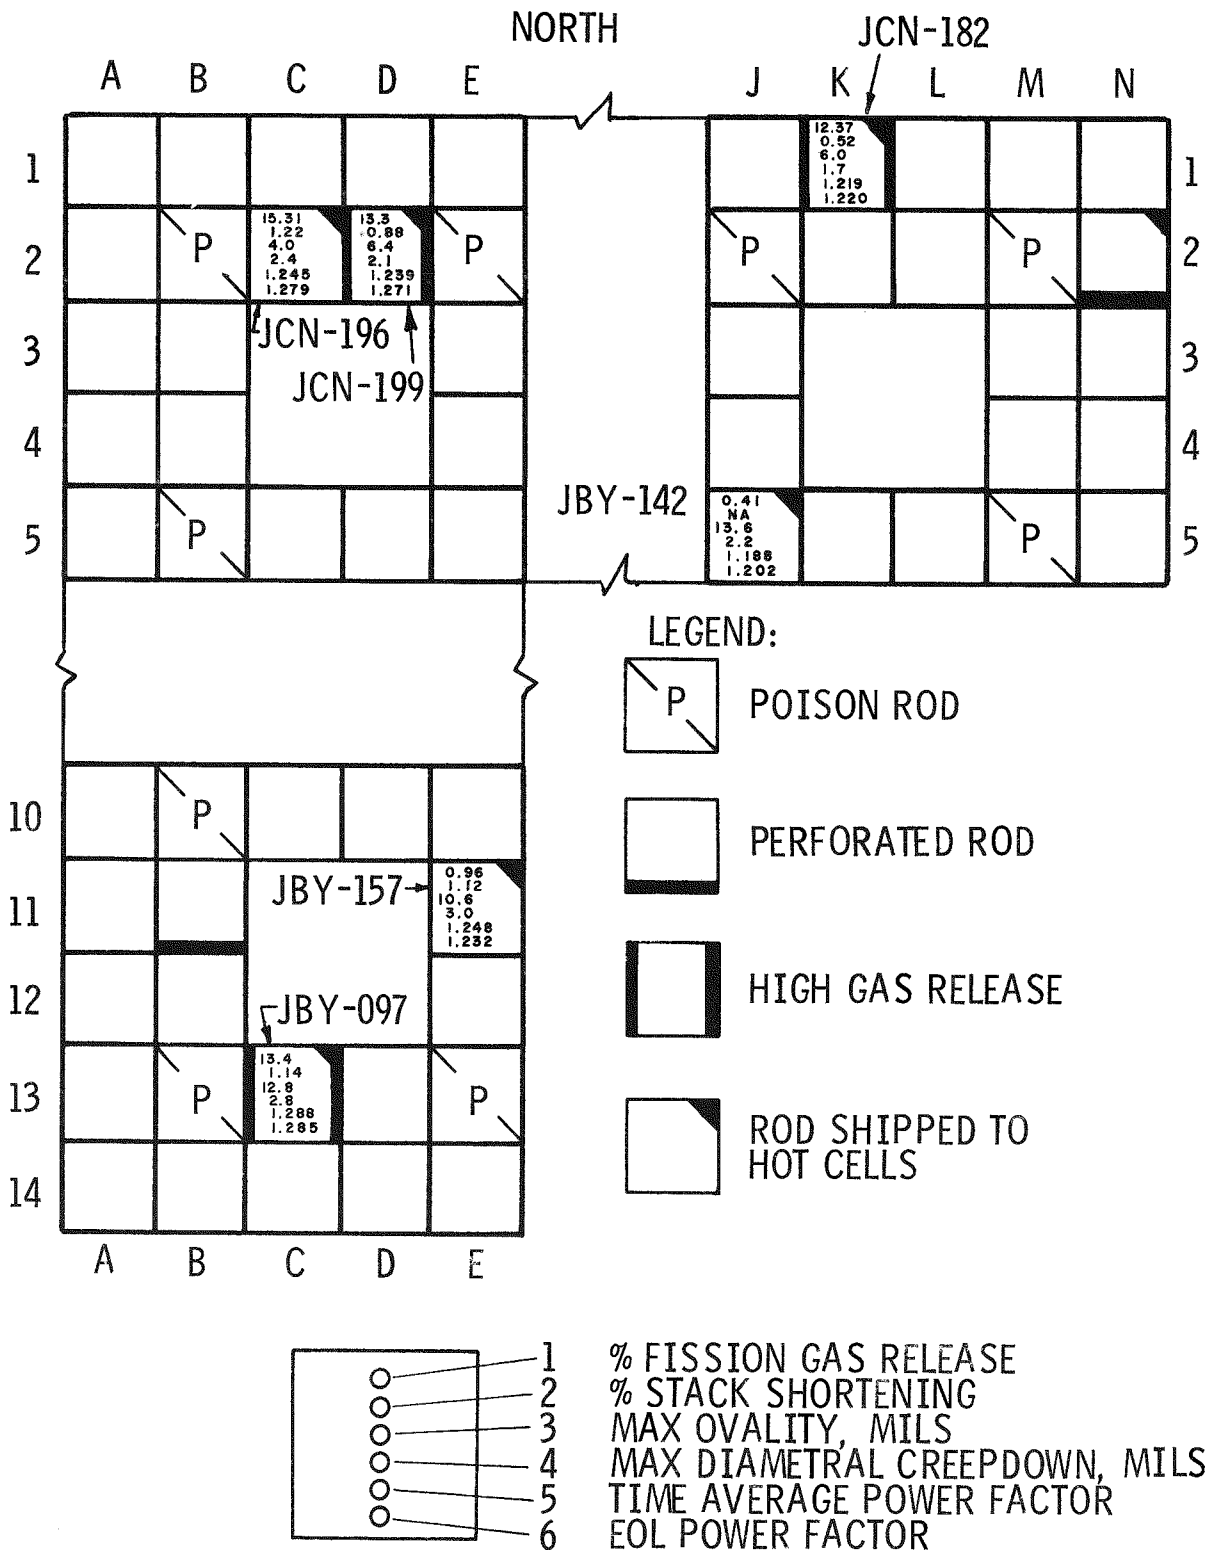 NORTH
JCN-182
A B C D E
J K L M N
1
12.37
0.52
6.0
1.7
1.219
1.220
1
2
P
15.31
1.22
4.0
2.4
1.245
1.279
13.3
0.88
6.4
2.1
1.239
1.271
P
P
P
2
JCN-196
JCN-199
3
3
4
4
JBY-142
5
P
0.41
NA
13.6
2.2
1.188
1.202
P
5
LEGEND:
P POISON ROD
PERFORATED ROD
HIGH GAS RELEASE
ROD SHIPPED TO
HOT CELLS
10
P
11
JBY-157
0.96
1.12
10.6
3.0
1.248
1.232
12
JBY-097
13
P
13.4
1.14
12.8
2.8
1.288
1.285
P
14
A B C D E
1 % FISSION GAS RELEASE
2 % STACK SHORTENING
3 MAX OVALITY, MILS
4 MAX DIAMETRAL CREEPDOWN, MILS
5 TIME AVERAGE POWER FACTOR
6 EOL POWER FACTOR